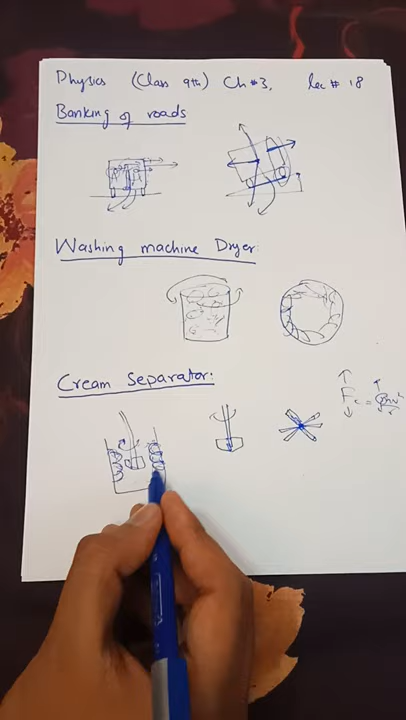 Physics (Class 9th) Ch # 3, lec # 18
Banking of roads
Washing machine Dryer:
Cream Separator: